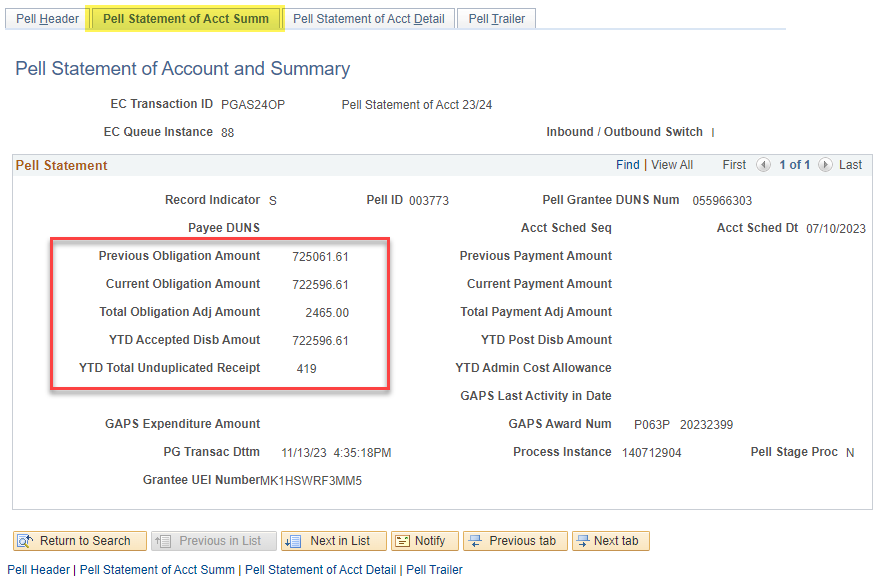 Pell Header Pell Statement of Acct Summ Pell Statement of Acct Detail Pell Trailer
Pell Statement of Account and Summary
EC Transaction ID PGAS24OP Pell Statement of Acct 23/24
EC Queue Instance 88 Inbound / Outbound Switch I
Pell Statement Find | View All First 1 of 1 Last
Record Indicator S Pell ID 003773 Pell Grantee DUNS Num 055966303
Payee DUNS Acct Sched Seq Acct Sched Dt 07/10/2023
Previous Obligation Amount 725061.61 Previous Payment Amount
Current Obligation Amount 722596.61 Current Payment Amount
Total Obligation Adj Amount 2465.00 Total Payment Adj Amount
YTD Accepted Disb Amout 722596.61 YTD Post Disb Amount
YTD Total Unduplicated Receipt 419 YTD Admin Cost Allowance
GAPS Last Activity in Date
GAPS Expenditure Amount GAPS Award Num P063P 20232399
PG Transac Dttm 11/13/23 4:35:18PM Process Instance 140712904 Pell Stage Proc N
Grantee UEI Number MK1HSWRF3MM5
Return to Search Previous in List Next in List Notify Previous tab Next tab
Pell Header | Pell Statement of Acct Summ | Pell Statement of Acct Detail | Pell Trailer